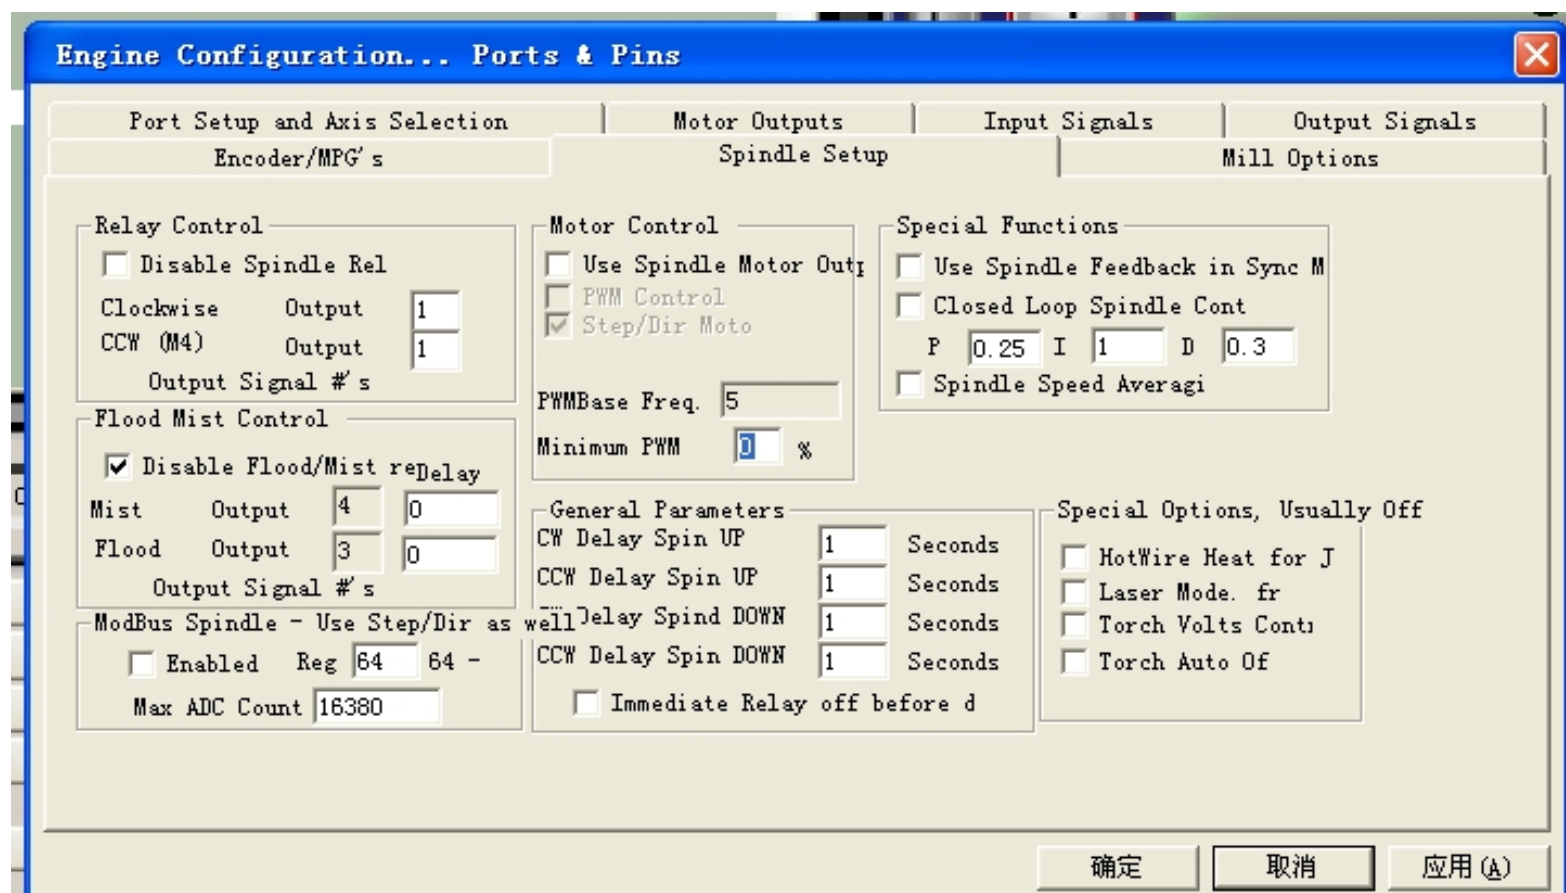 Engine Configuration... Ports & Pins
Port Setup and Axis Selection
Motor Outputs
Input Signals
Output Signals
Encoder/MPG's
Spindle Setup
Mill Options
Relay Control
Disable Spindle Rel
Clockwise Output 1
CCW (M4) Output 1
Output Signal #'s
Flood Mist Control
Disable Flood/Mist re
Delay
Mist Output 4 0
Flood Output 3 0
Output Signal #'s
ModBus Spindle - Use Step/Dir as well
Enabled Reg 64 64 -
Max ADC Count 16380
Motor Control
Use Spindle Motor Outp
PWM Control
Step/Dir Moto
PWMBase Freq. 5
Minimum PWM 0 %
General Parameters
CW Delay Spin UP 1 Seconds
CCW Delay Spin UP 1 Seconds
Delay Spind DOWN 1 Seconds
CCW Delay Spin DOWN 1 Seconds
Immediate Relay off before d
Special Functions
Use Spindle Feedback in Sync M
Closed Loop Spindle Cont
P 0.25 I 1 D 0.3
Spindle Speed Averagi
Special Options, Usually Off
HotWire Heat for J
Laser Mode. fr
Torch Volts Cont
Torch Auto Of
确定
取消
应用(A)